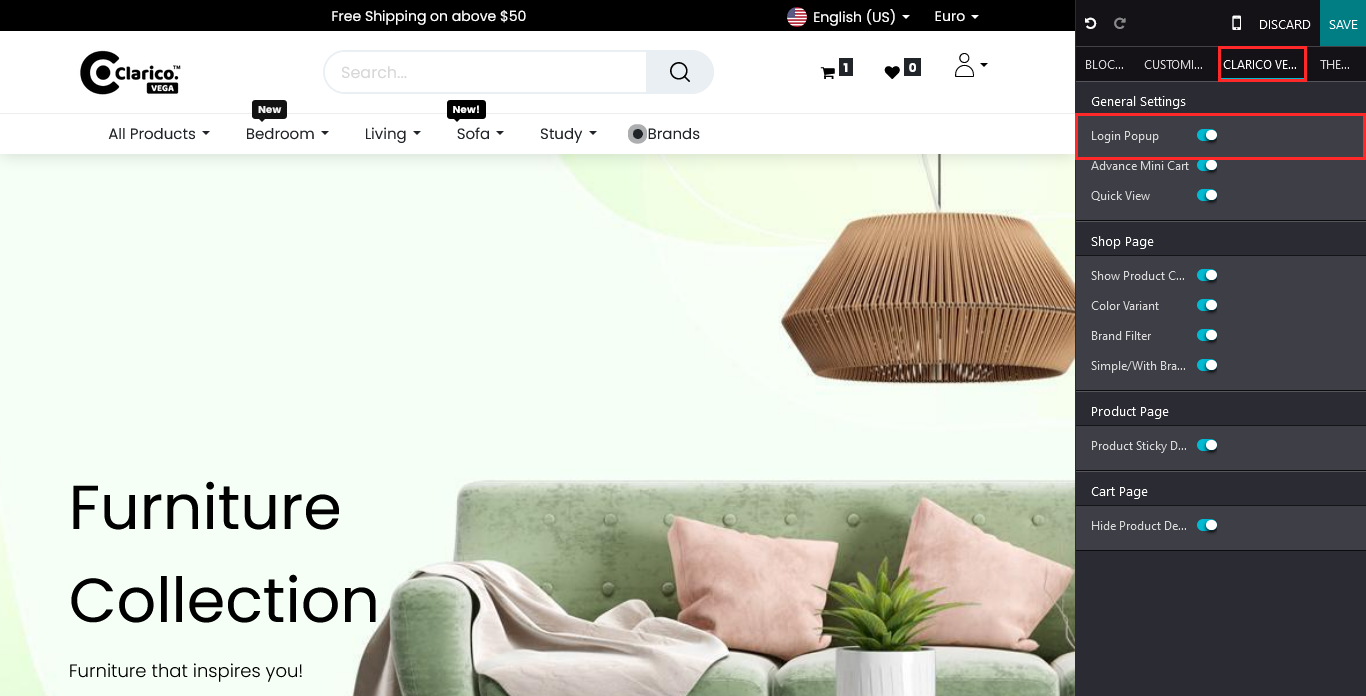 Free Shipping on above $50
English (US)
Euro
DISCARD
SAVE
Clarico.™
VEGA
Search...
1
0
BLOC...
CUSTOMI...
CLARICO VE...
THE...
New
New!
All Products
Bedroom
Living
Sofa
Study
Brands
General Settings
Login Popup
Advance Mini Cart
Quick View
Shop Page
Show Product C...
Color Variant
Brand Filter
Simple/With Bra...
Product Page
Product Sticky D...
Cart Page
Hide Product De...
Furniture
Collection
Furniture that inspires you!